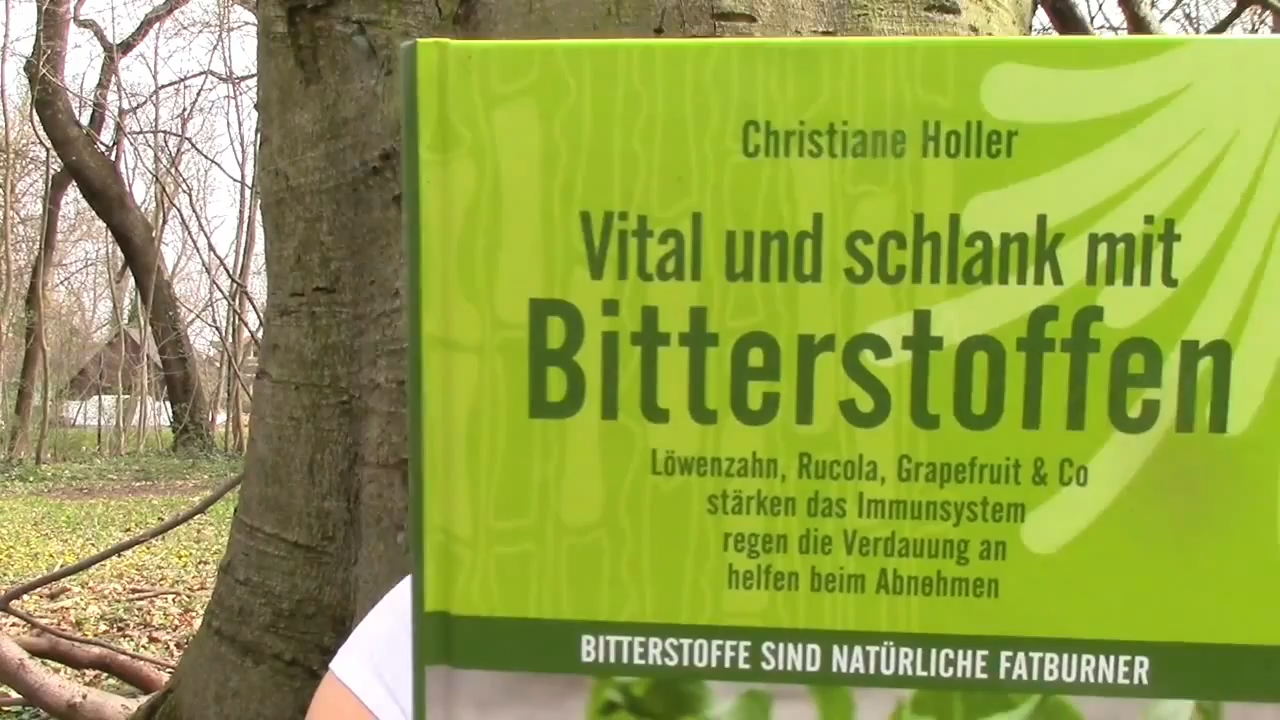 Christiane Holler
Vital und schlank mit
Bitterstoffen
Löwenzahn, Rucola, Grapefruit & Co
stärken das Immunsystem
regen die Verdauung an
helfen beim Abnehmen
BITTERSTOFFE SIND NATÜRLICHE FATBURNER